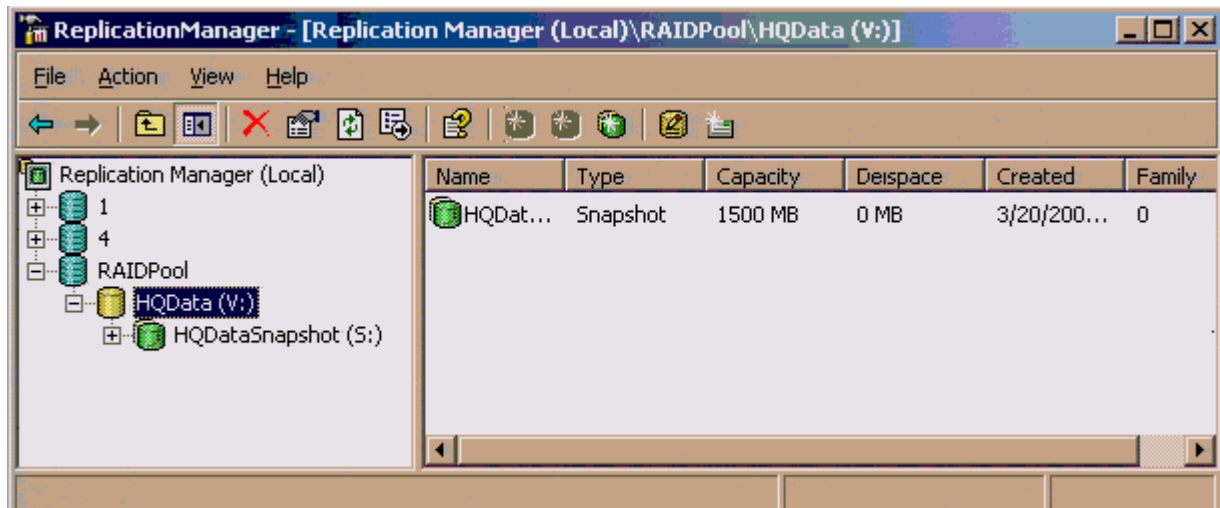 ReplicationManager - [Replication Manager (Local)\RAIDPool\HQData (V:)]
File Action View Help
Replication Manager (Local)
1
4
RAIDPool
HQData (V:)
HQDataSnapshot (S:)
Name Type Capacity Deispace Created Family
HQDat... Snapshot 1500 MB 0 MB 3/20/200... 0